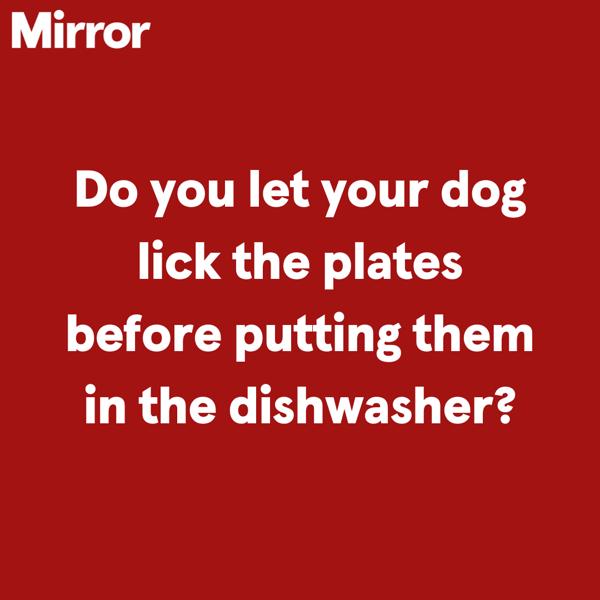 Mirror
Do you let your dog
lick the plates
before putting them
in the dishwasher?